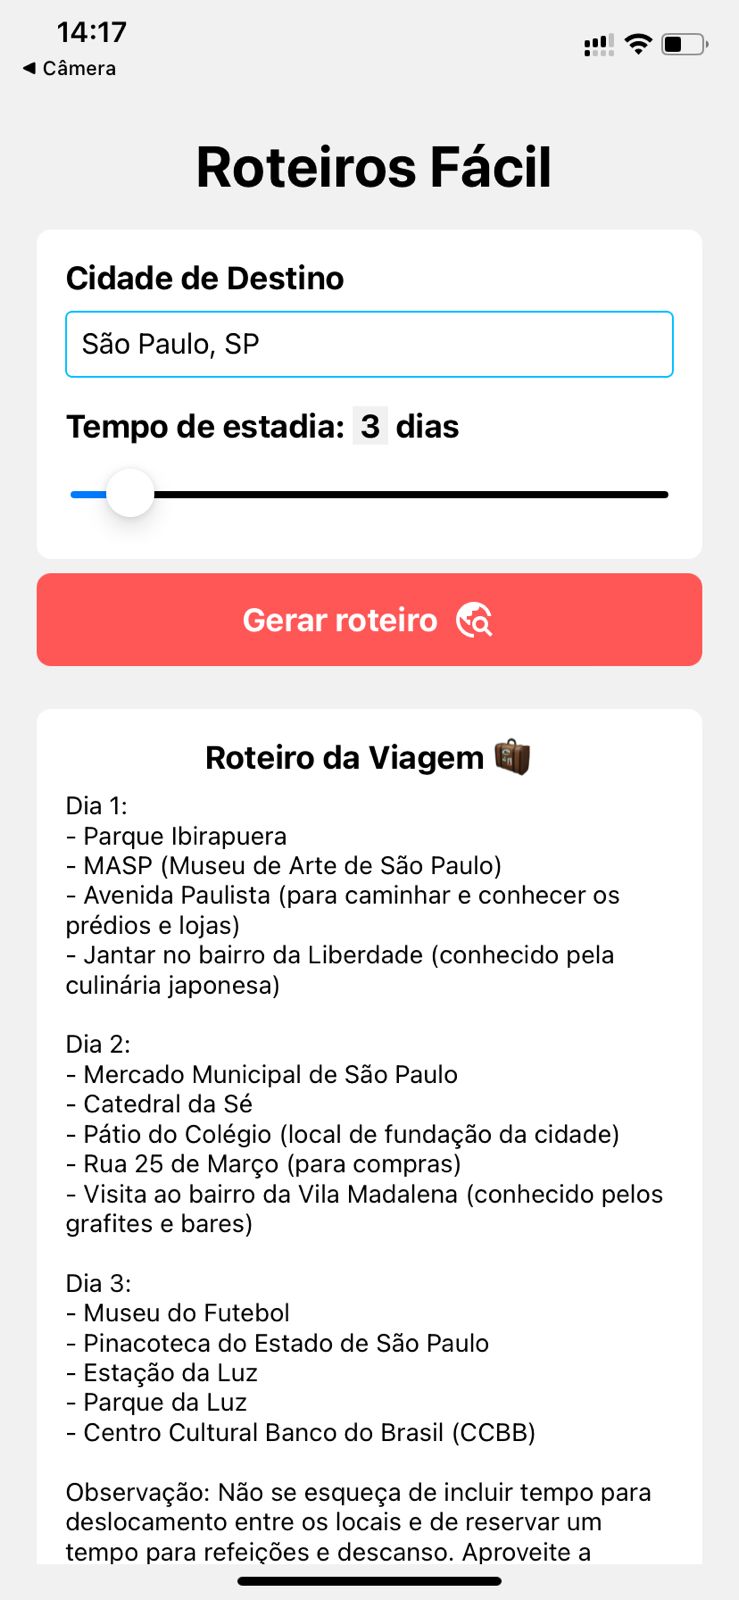 14:17
◀ Câmera
Roteiros Fácil
Cidade de Destino
São Paulo, SP
Tempo de estadia: 3 dias
Gerar roteiro
Roteiro da Viagem 🧳
Dia 1:
- Parque Ibirapuera
- MASP (Museu de Arte de São Paulo)
- Avenida Paulista (para caminhar e conhecer os
prédios e lojas)
- Jantar no bairro da Liberdade (conhecido pela
culinária japonesa)
Dia 2:
- Mercado Municipal de São Paulo
- Catedral da Sé
- Pátio do Colégio (local de fundação da cidade)
- Rua 25 de Março (para compras)
- Visita ao bairro da Vila Madalena (conhecido pelos
grafites e bares)
Dia 3:
- Museu do Futebol
- Pinacoteca do Estado de São Paulo
- Estação da Luz
- Parque da Luz
- Centro Cultural Banco do Brasil (CCBB)
Observação: Não se esqueça de incluir tempo para
deslocamento entre os locais e de reservar um
tempo para refeições e descanso. Aproveite a